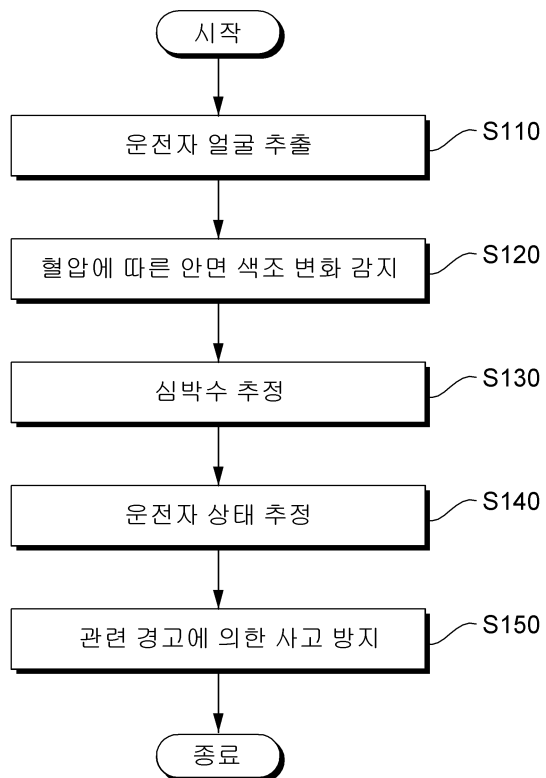 시작
운전자 얼굴 추출
S110
혈압에 따른 안면 색조 변화 감지
S120
심박수 추정
S130
운전자 상태 추정
S140
관련 경고에 의한 사고 방지
S150
종료